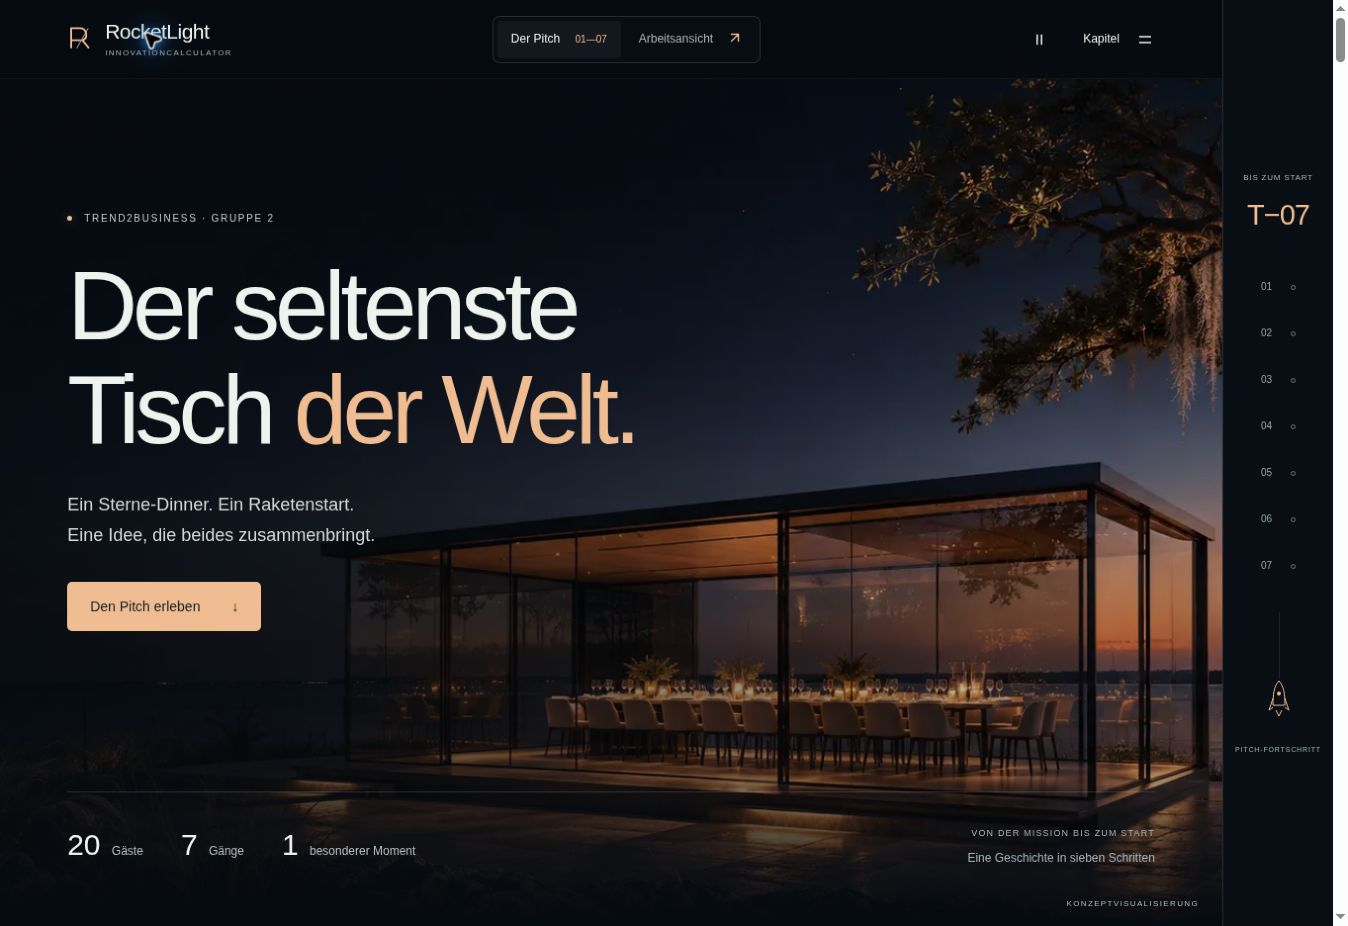 RocketLight
INNOVATIONCALCULATOR
Der Pitch 01—07
Arbeitsansicht
Kapitel
TREND2BUSINESS · GRUPPE 2
Der seltenste
Tisch der Welt.
Ein Sterne-Dinner. Ein Raketenstart.
Eine Idee, die beides zusammenbringt.
Den Pitch erleben ↓
20 Gäste
7 Gänge
1 besonderer Moment
VON DER MISSION BIS ZUM START
Eine Geschichte in sieben Schritten
KONZEPTVISUALISIERUNG
BIS ZUM START
T−07
01
02
03
04
05
06
07
PITCH-FORTSCHRITT